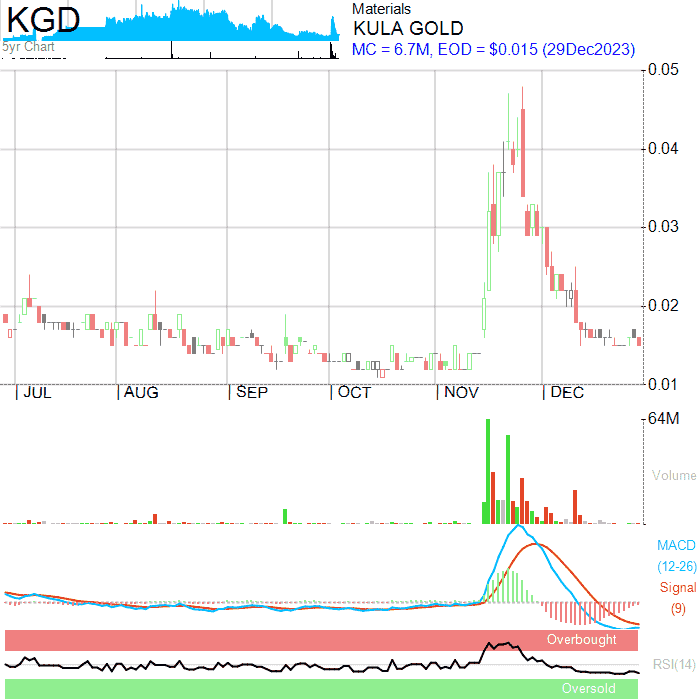 KGD
5yr Chart
Materials
KULA GOLD
MC = 6.7M, EOD = $0.015 (29Dec2023)
0.05
0.04
0.03
0.02
0.01
JUL AUG SEP OCT NOV DEC
64M
Volume
MACD
(12-26)
Signal
(9)
Overbought
RSI(14)
Oversold